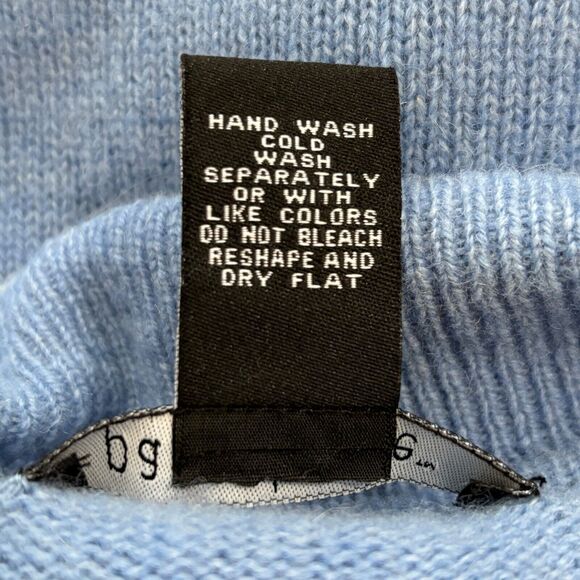 HAND WASH
COLD
WASH
SEPARATELY
OR WITH
LIKE COLORS
DO NOT BLEACH
RESHAPE AND
DRY FLAT